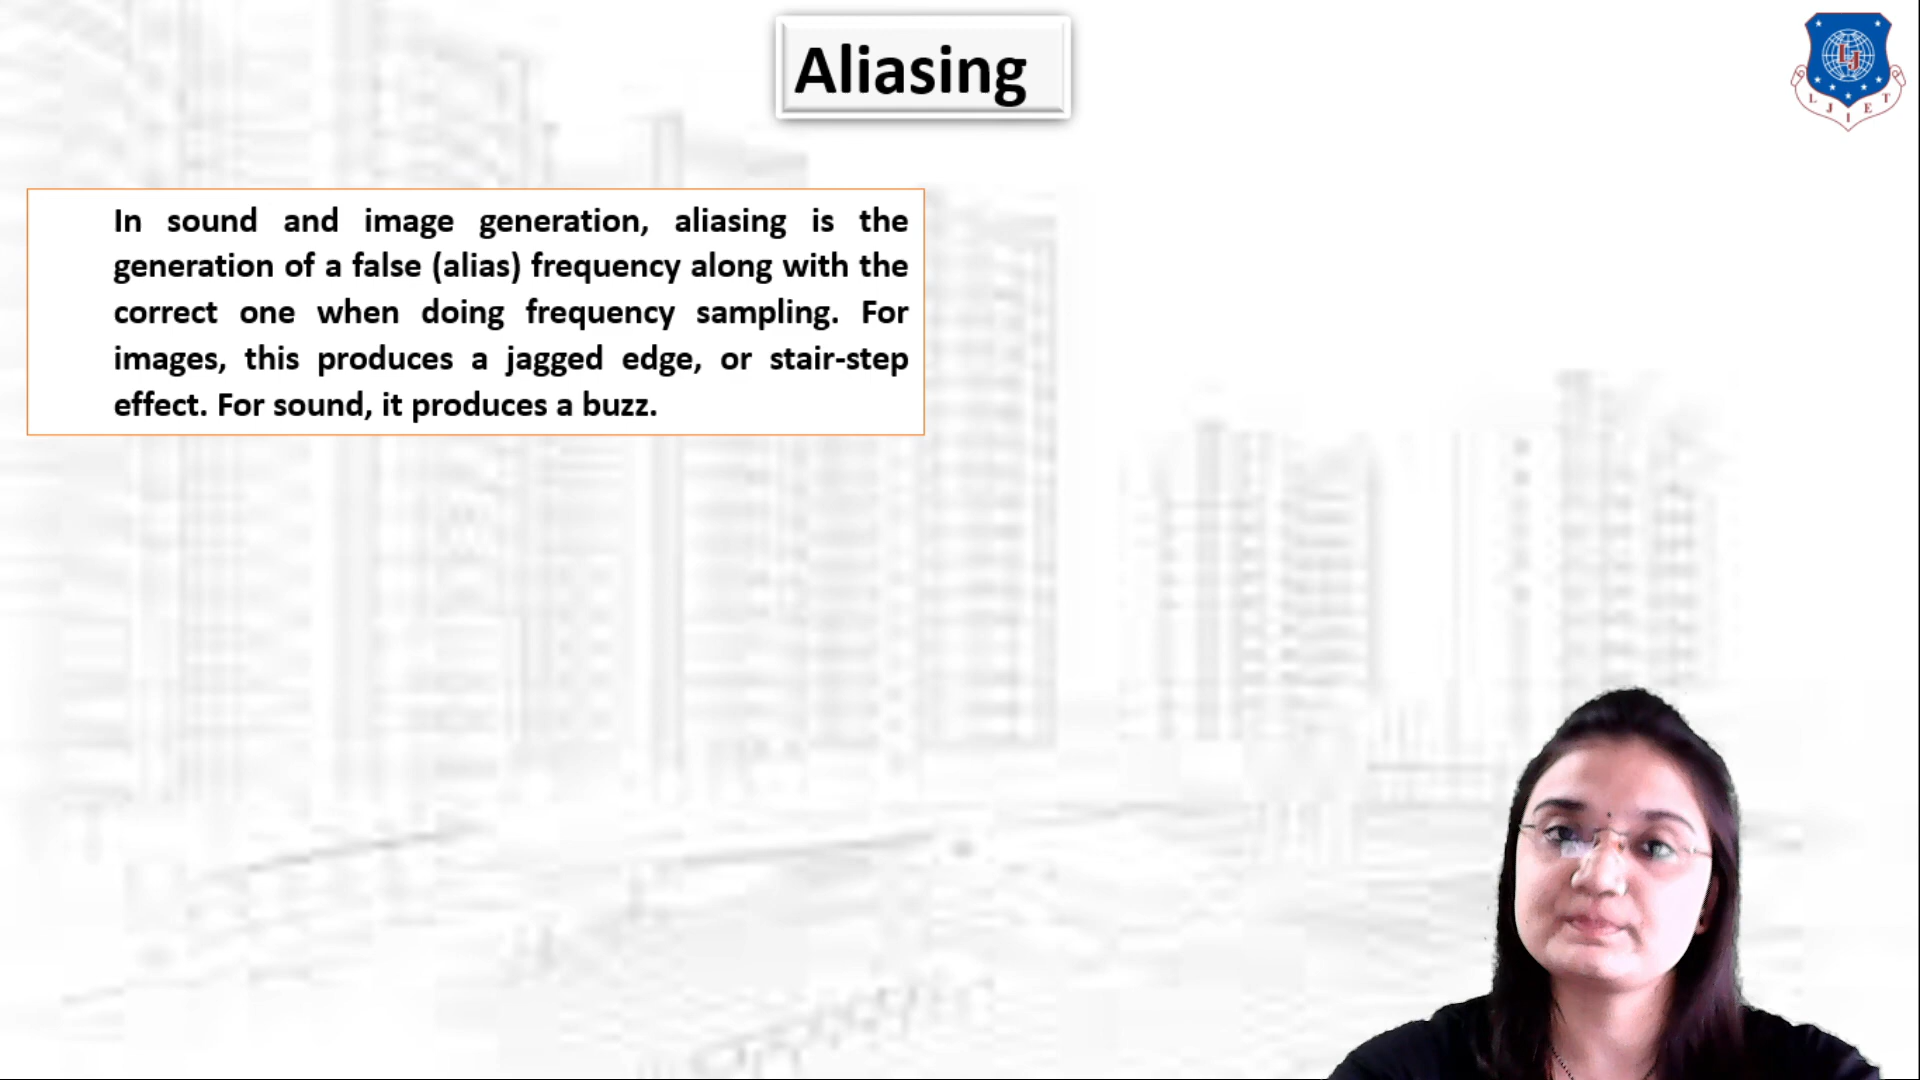 Aliasing
L J I E T
In sound and image generation, aliasing is the
generation of a false (alias) frequency along with the
correct one when doing frequency sampling. For
images, this produces a jagged edge, or stair-step
effect. For sound, it produces a buzz.